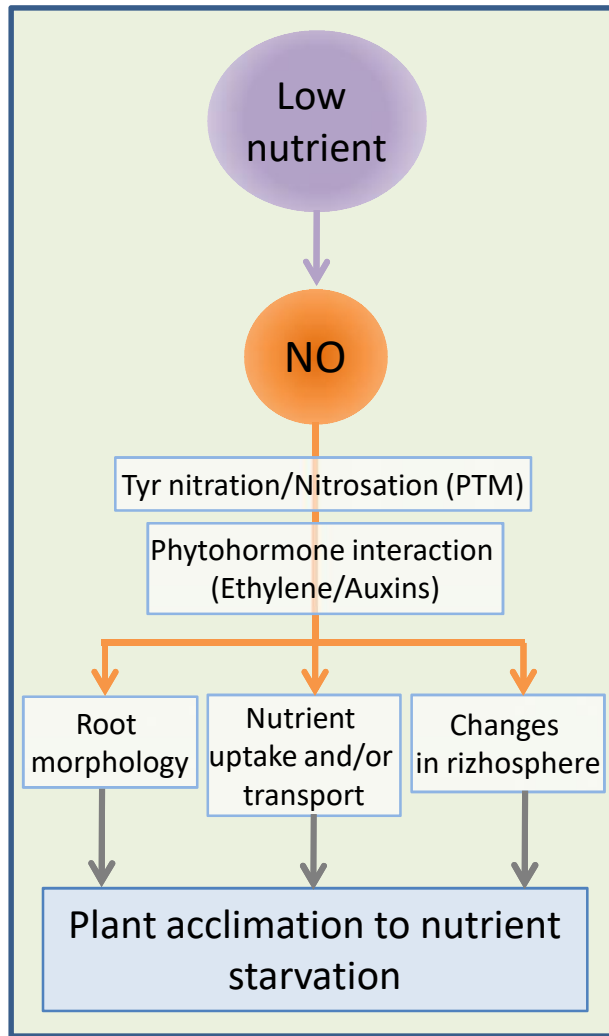 Low
nutrient
NO
Tyr nitration/Nitrosation (PTM)
Phytohormone interaction
(Ethylene/Auxins)
Root
morphology
Nutrient
uptake and/or
transport
Changes
in rizhosphere
Plant acclimation to nutrient
starvation